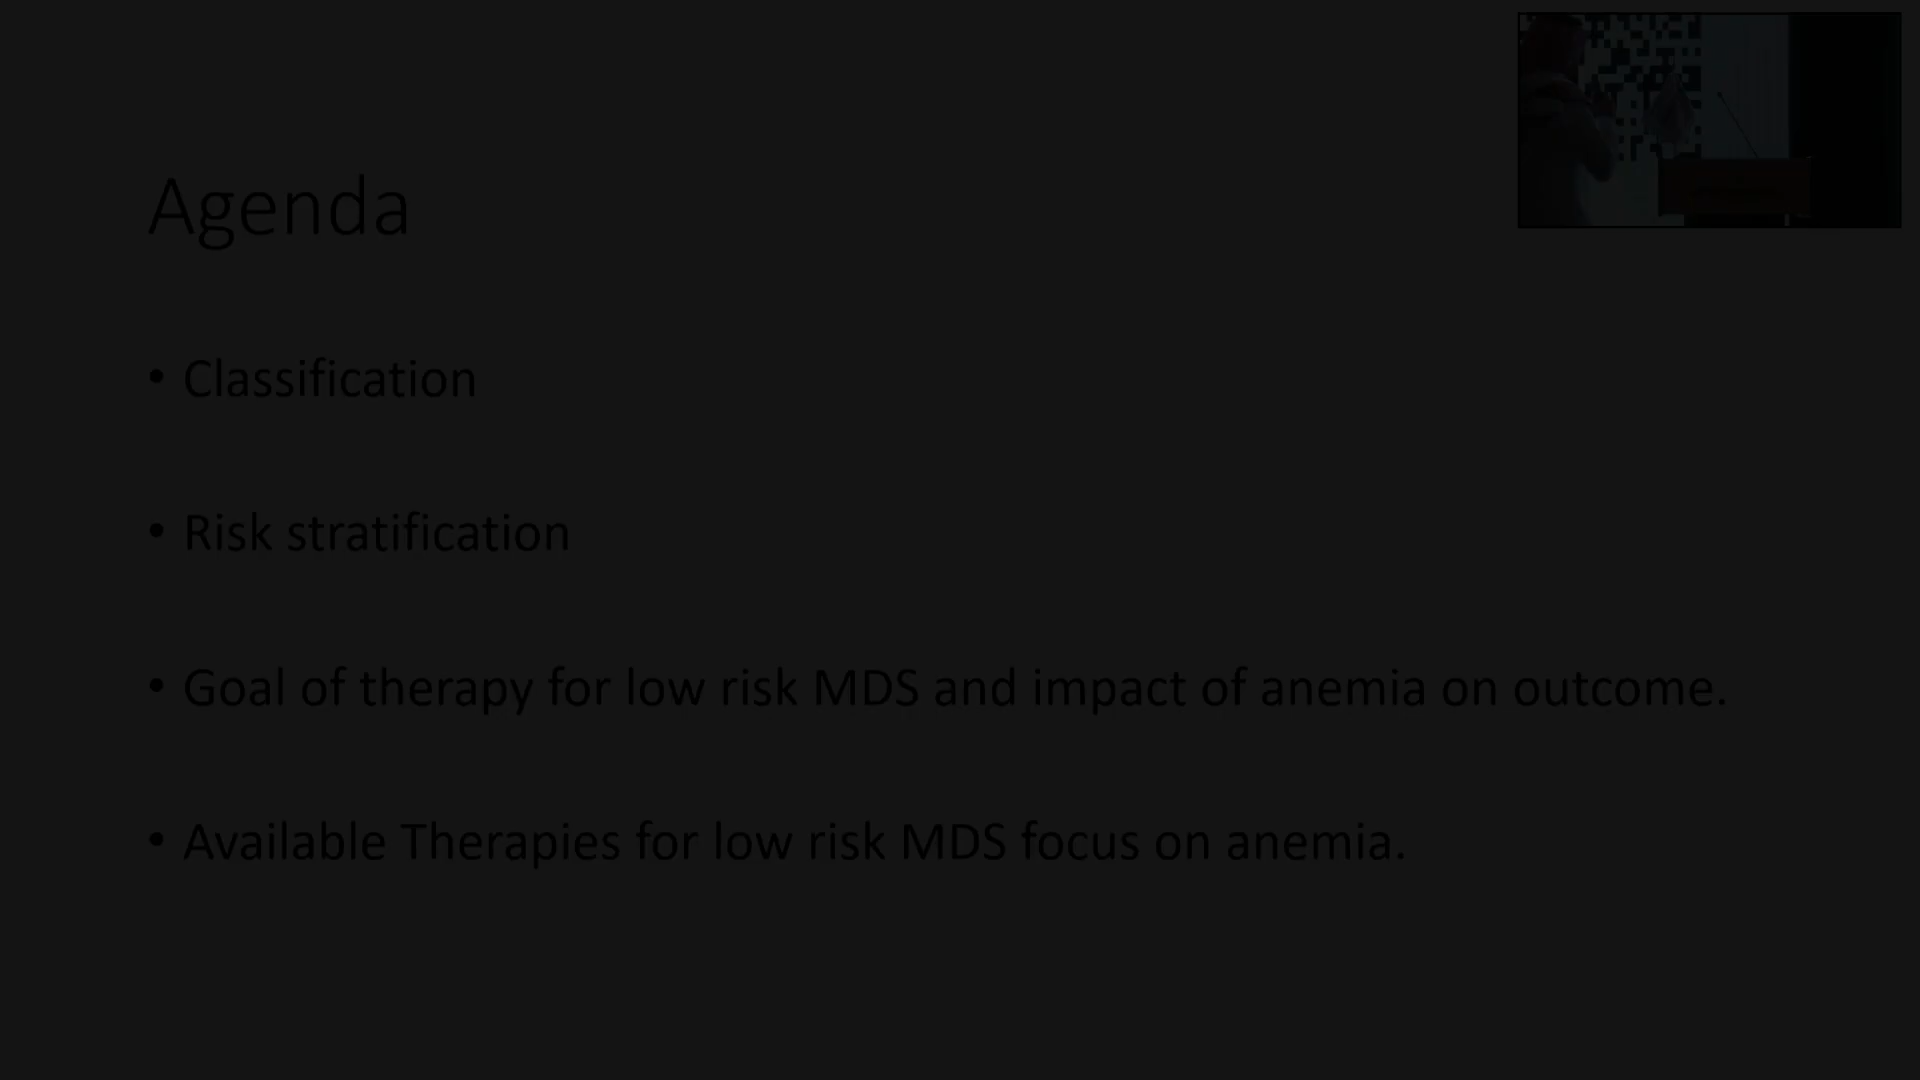 Agenda
• Classification
• Risk stratification
• Goal of therapy for low risk MDS and impact of anemia on outcome.
• Available Therapies for low risk MDS focus on anemia.